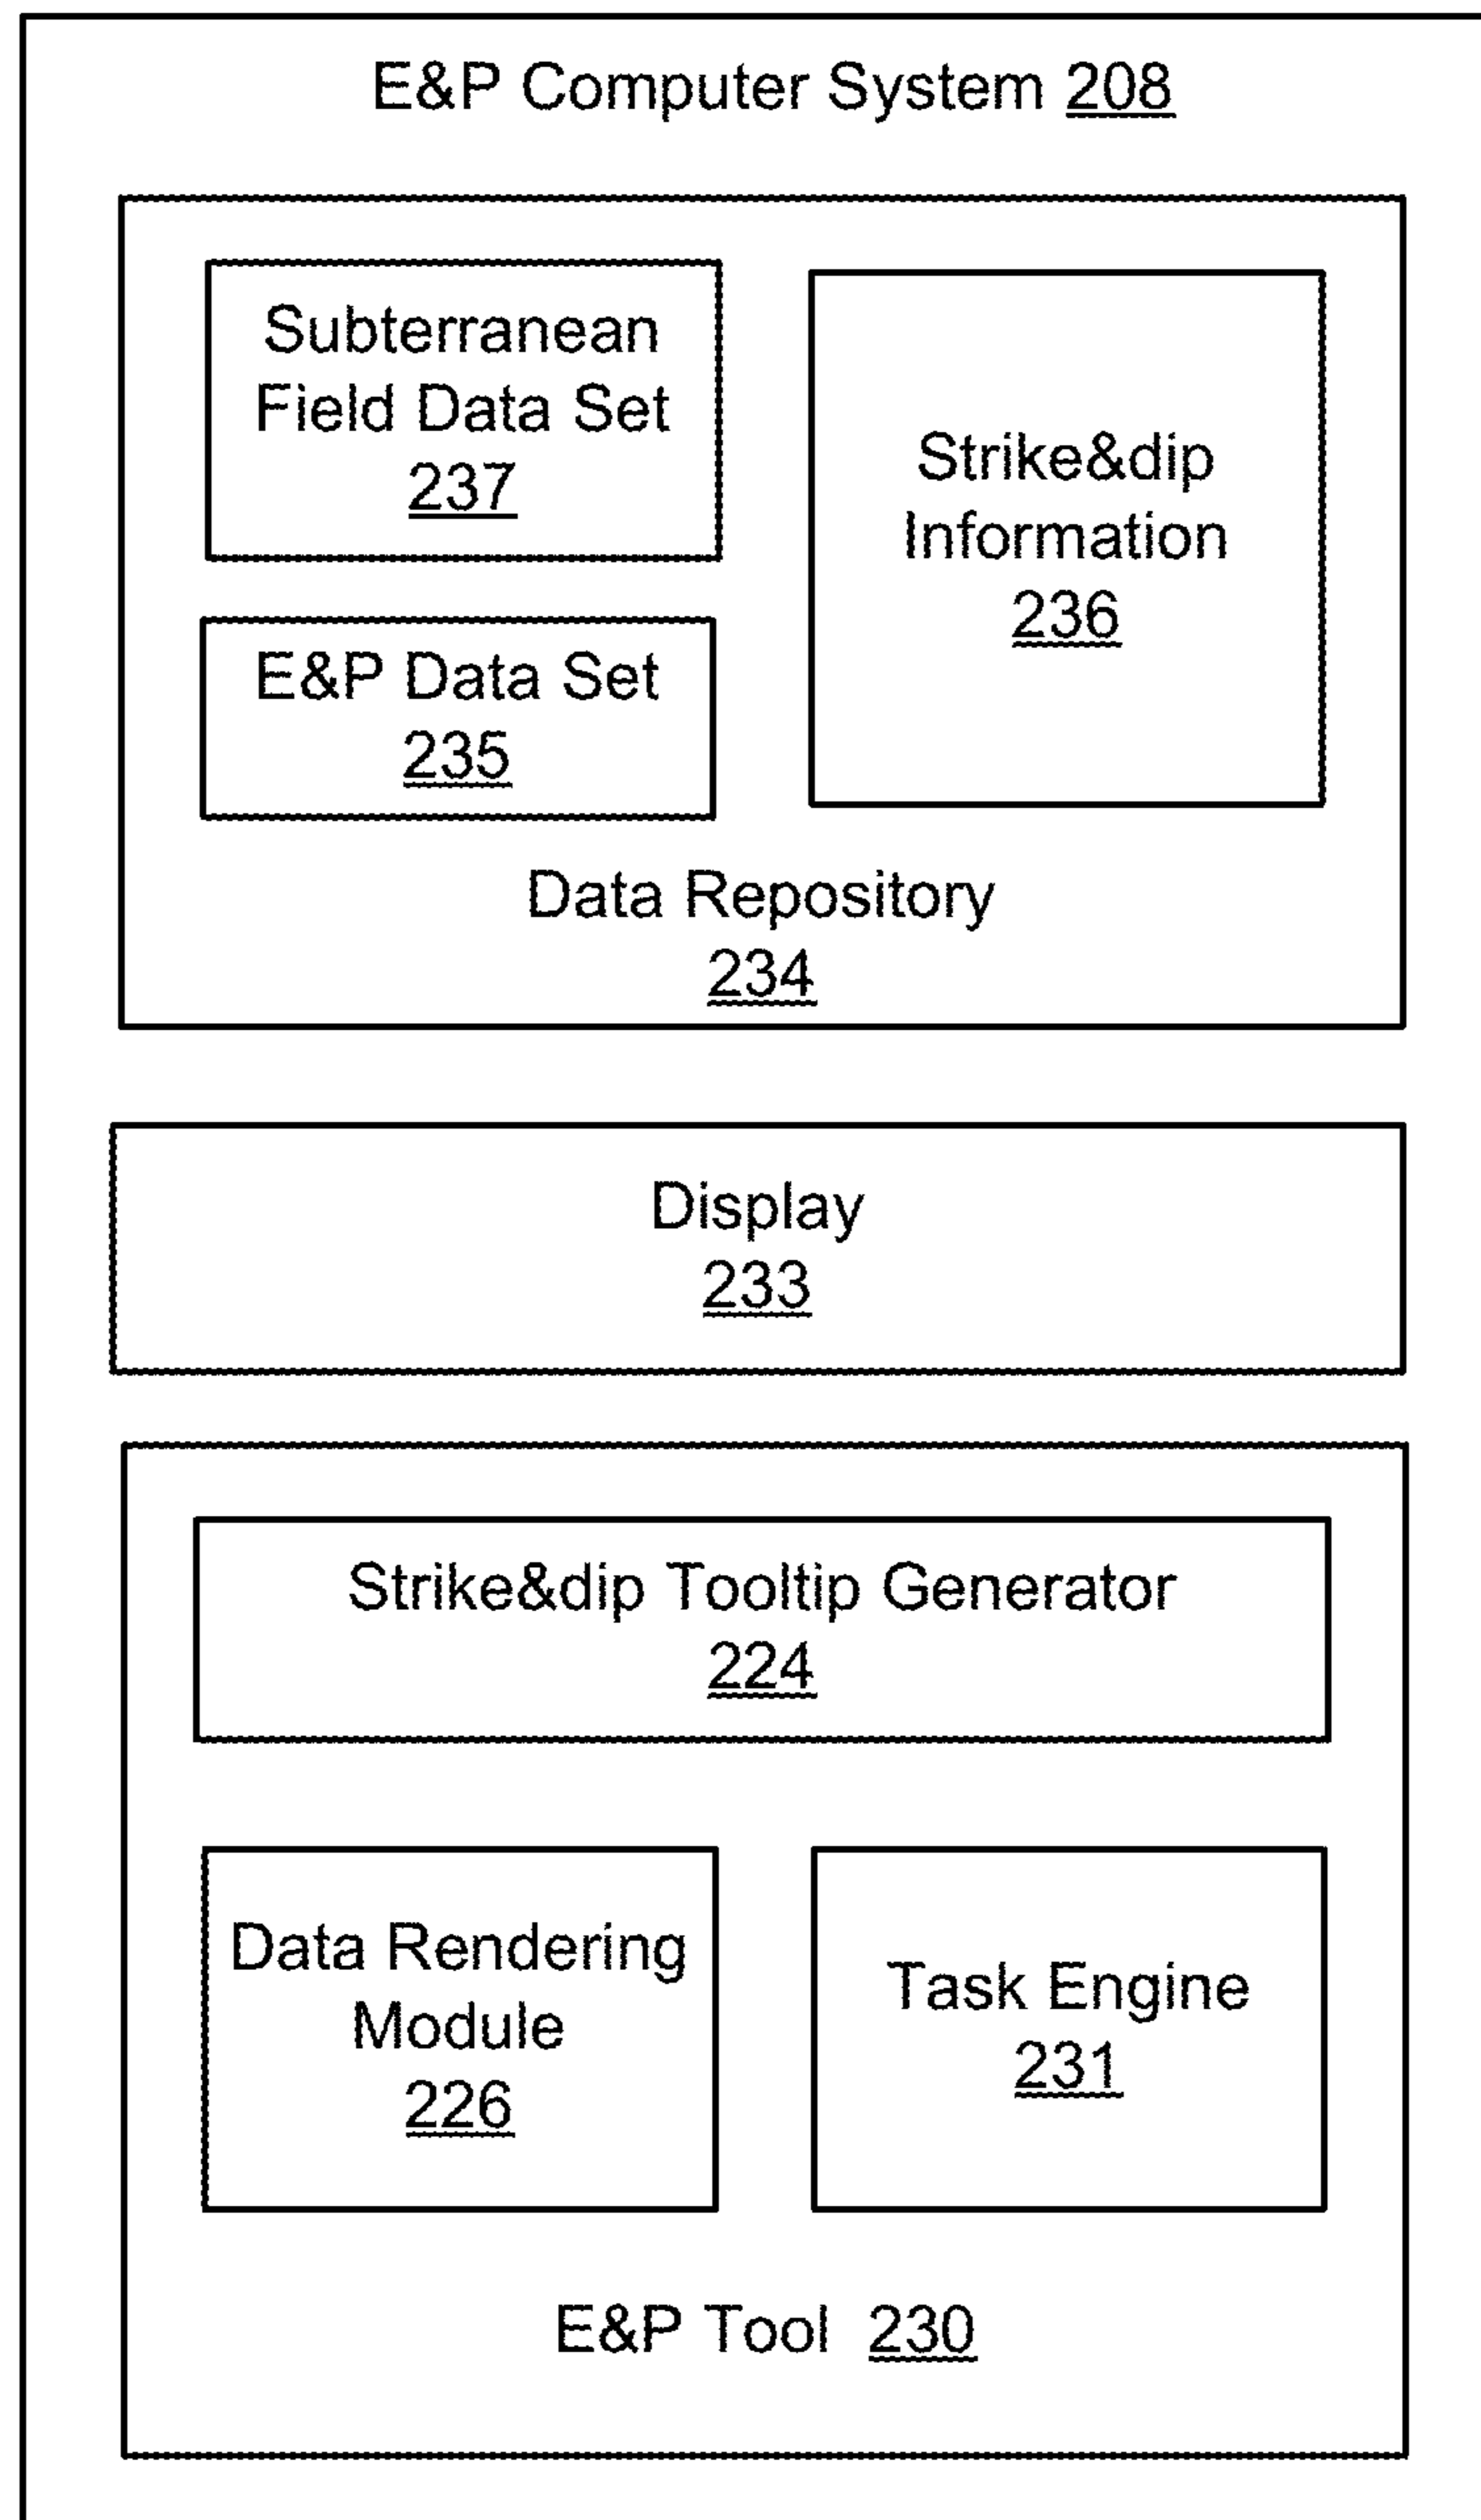 E&P Computer System 208
Subterranean
Field Data Set
237
Strike&dip
Information
236
E&P Data Set
235
Data Repository
234
Display
233
Strike&dip Tooltip Generator
224
Data Rendering
Module
226
Task Engine
231
E&P Tool 230